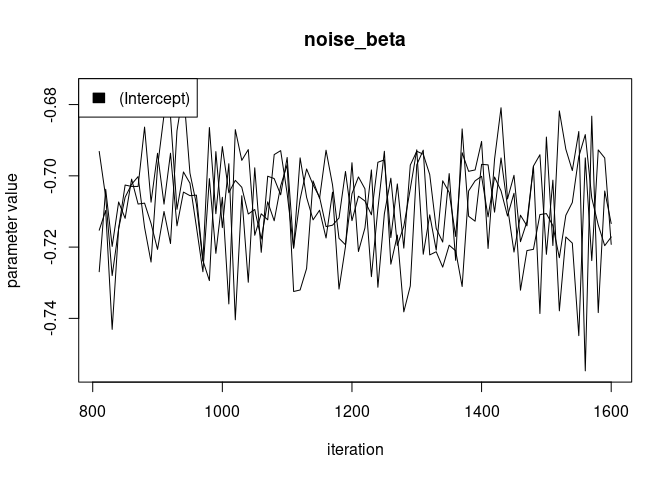 noise_beta
(Intercept)
-0.68
-0.70
-0.72
-0.74
parameter value
800 1000 1200 1400 1600
iteration